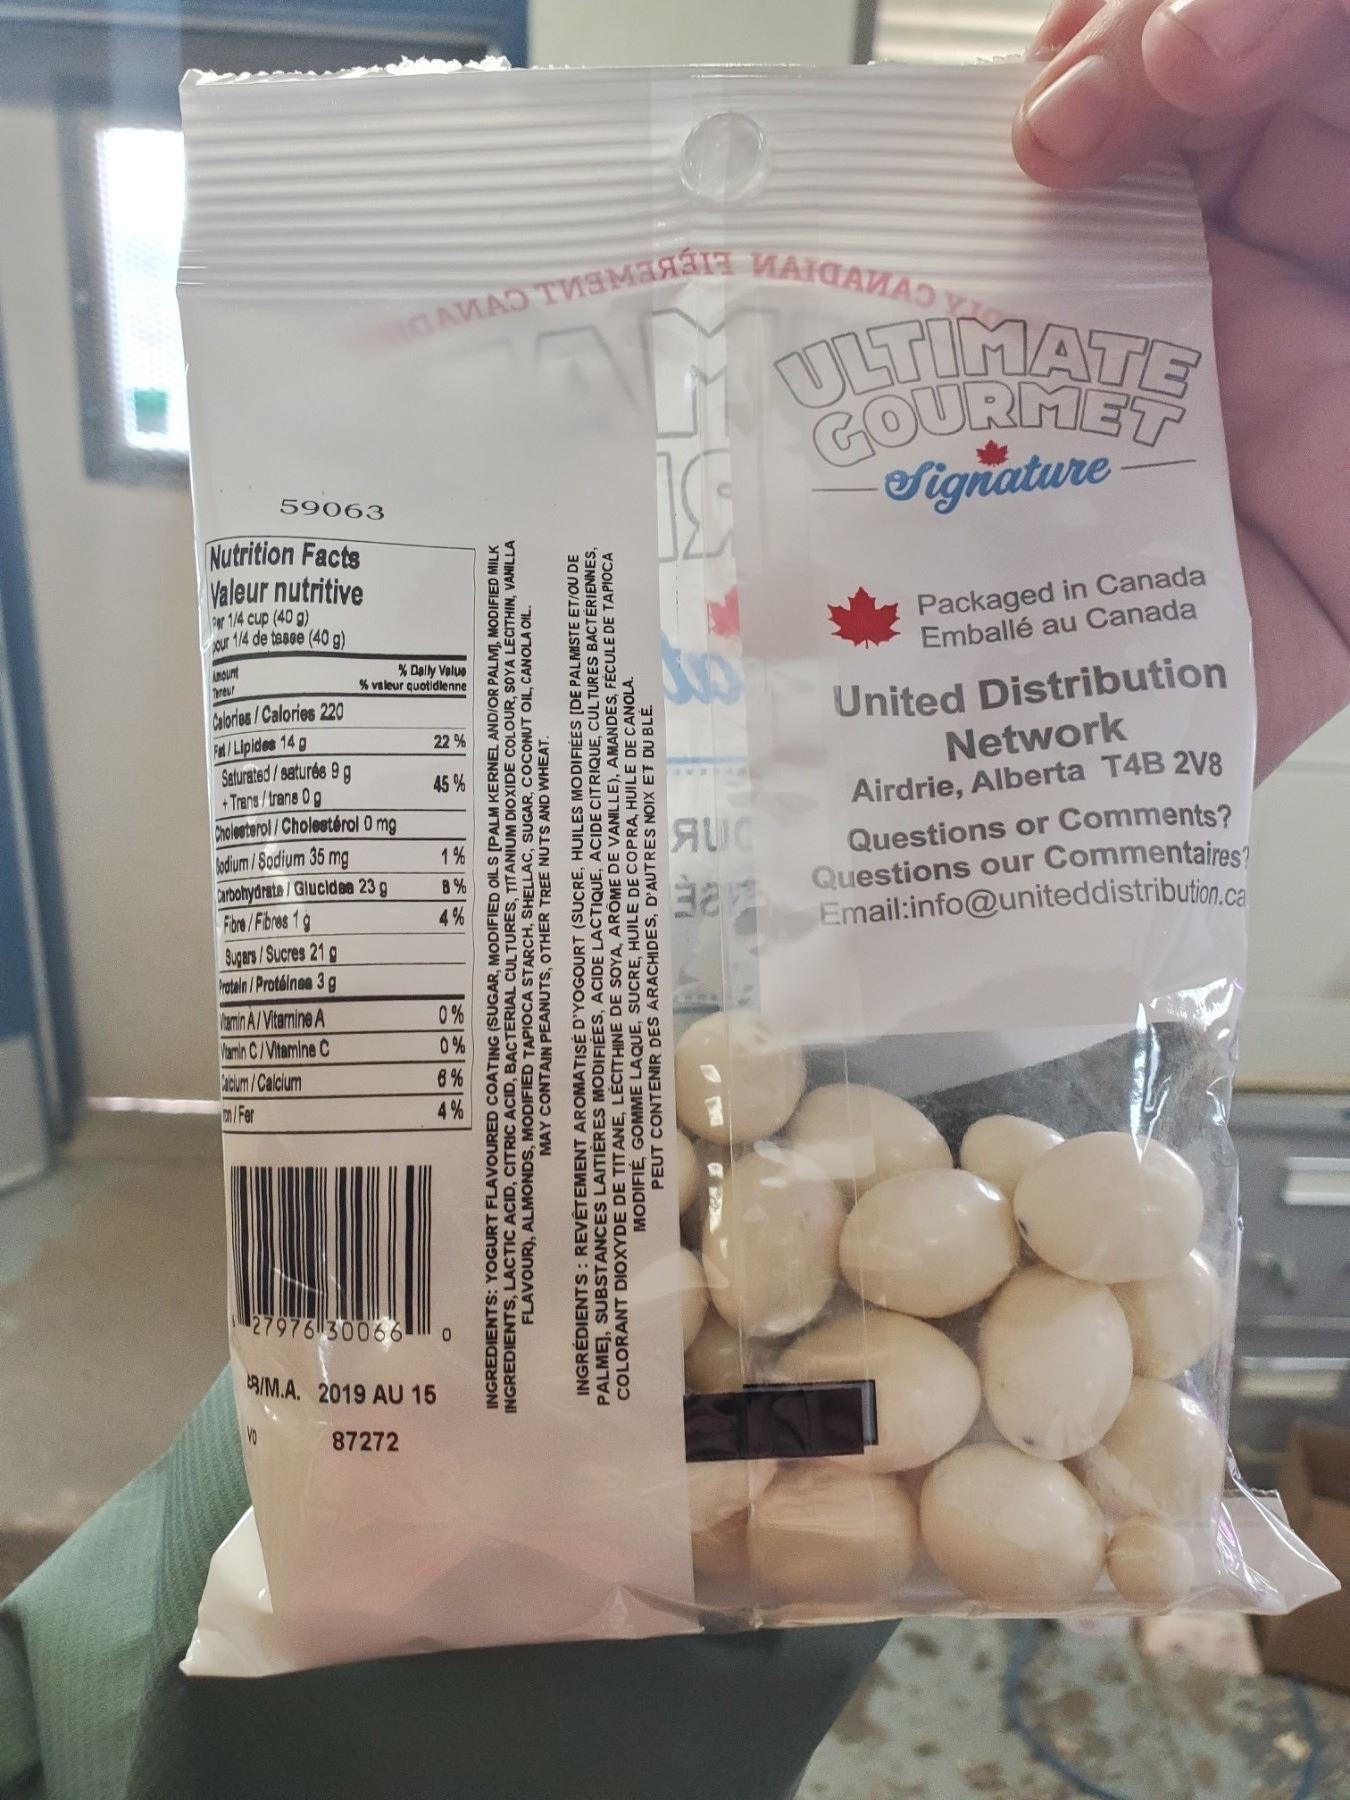 ULTIMATE
GOURMET
Signature
Packaged in Canada
Emballé au Canada
United Distribution
Network
Airdrie, Alberta T4B 2V8
Questions or Comments?
Questions our Commentaires?
Email:info@uniteddistribution.ca
59063
Nutrition Facts
Valeur nutritive
Per 1/4 cup (40 g)
pour 1/4 de tasse (40 g)
Amount % Daily Value
Teneur % valeur quotidienne
Calories / Calories 220
Fat / Lipides 14 g 22 %
Saturated / saturés 9 g
+ Trans / trans 0 g 45 %
Cholesterol / Cholestérol 0 mg
Sodium / Sodium 35 mg 1 %
Carbohydrate / Glucides 23 g 8 %
Fibre / Fibres 1 g 4 %
Sugars / Sucres 21 g
Protein / Protéines 3 g
Vitamin A / Vitamine A 0 %
Vitamin C / Vitamine C 0 %
Calcium / Calcium 6 %
Iron / Fer 4 %
27976 30066 0
BB/M.A. 2019 AU 15
VO 87272
INGREDIENTS: YOGURT FLAVOURED COATING (SUGAR, MODIFIED OILS [PALM KERNEL AND/OR PALM], MODIFIED MILK
INGREDIENTS, LACTIC ACID, CITRIC ACID, BACTERIAL CULTURES, TITANIUM DIOXIDE COLOUR, SOYA LECITHIN, VANILLA
FLAVOUR), ALMONDS, MODIFIED TAPIOCA STARCH, SHELLAC, SUGAR, COCONUT OIL, CANOLA OIL.
MAY CONTAIN PEANUTS, OTHER TREE NUTS AND WHEAT.
INGRÉDIENTS : REVÊTEMENT AROMATISÉ D'YOGOURT (SUCRE, HUILES MODIFIÉES [DE PALMISTE ET/OU DE
PALME], SUBSTANCES LAITIÈRES MODIFIÉES, ACIDE LACTIQUE, ACIDE CITRIQUE, CULTURES BACTÉRIENNES,
COLORANT DIOXYDE DE TITANE, LÉCITHINE DE SOYA, ARÔME DE VANILLE), AMANDES, FÉCULE DE TAPIOCA
MODIFIÉ, GOMME LAQUE, SUCRE, HUILE DE COPRA, HUILE DE CANOLA.
PEUT CONTENIR DES ARACHIDES, D'AUTRES NOIX ET DU BLÉ.